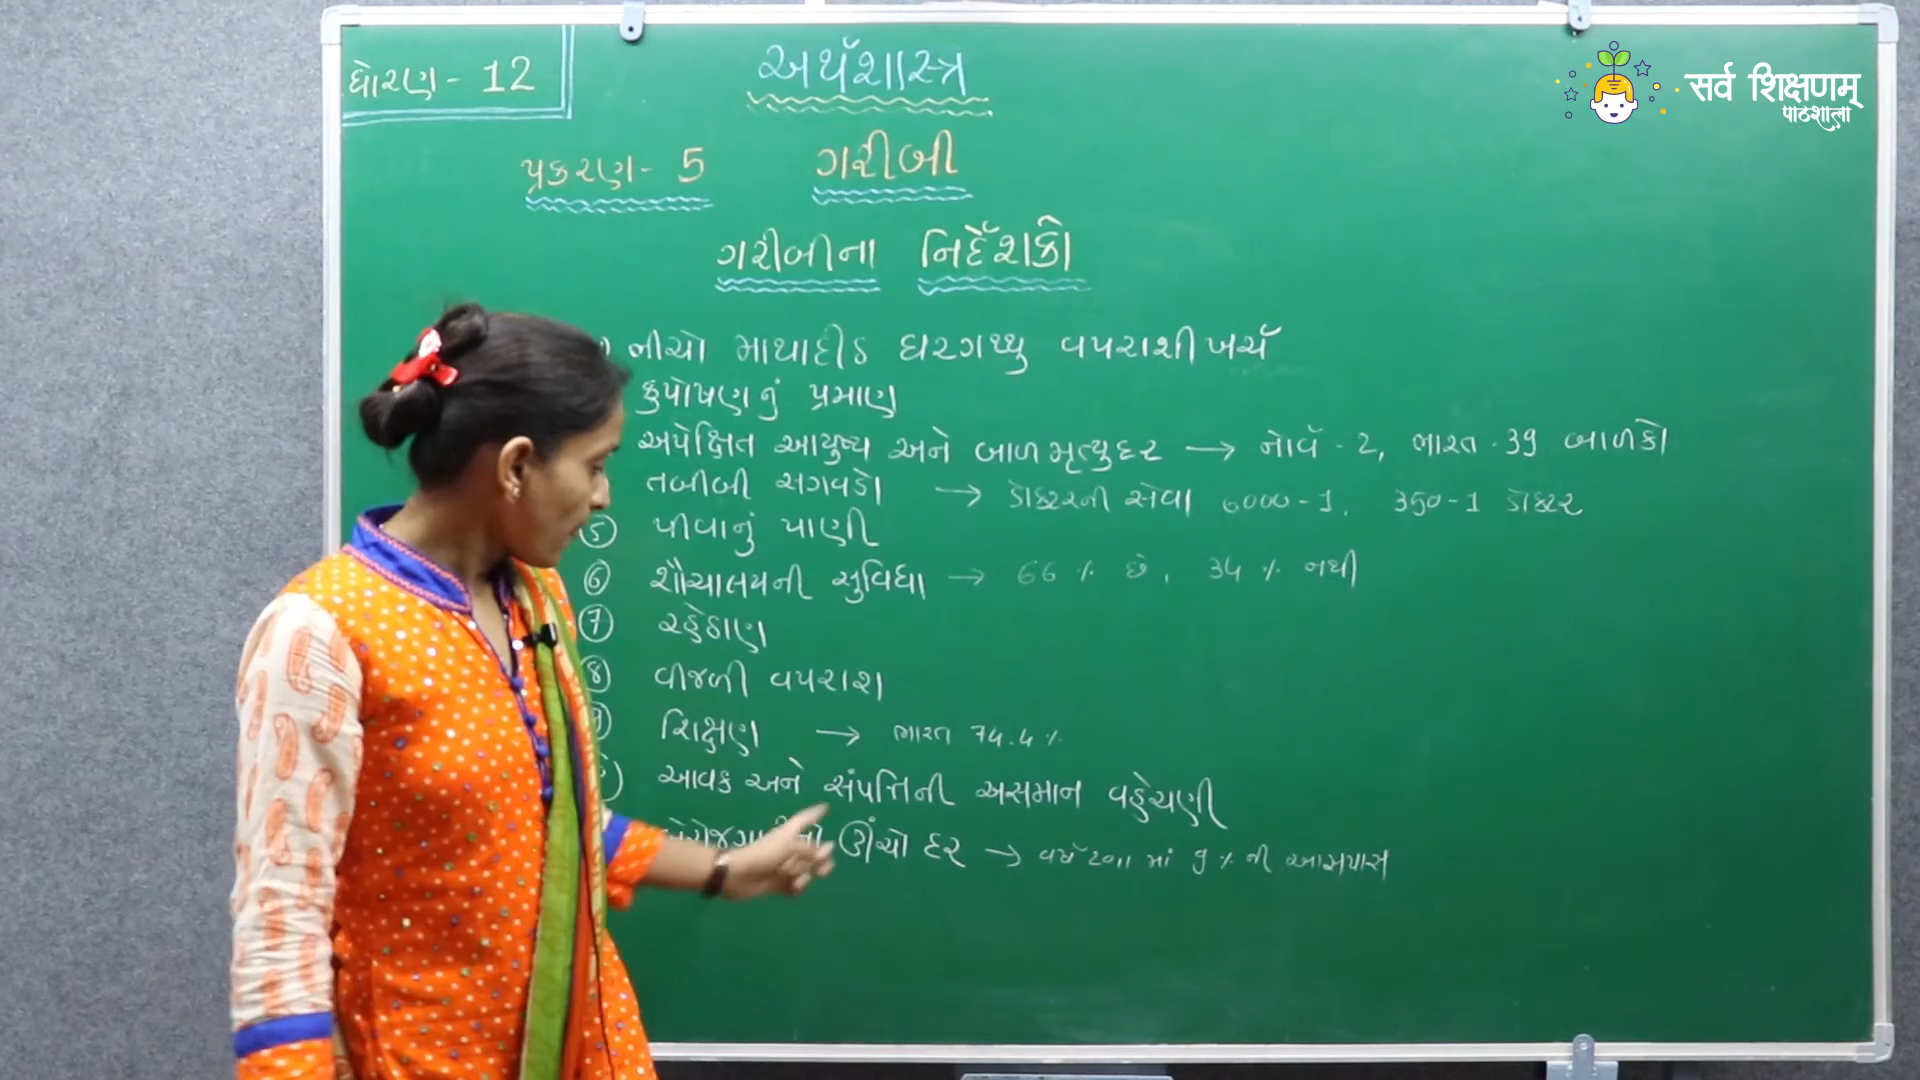 ધોરણ - 12
અર્થશાસ્ત્ર
सर्व शिक्षणम्
पाठशाला
પ્રકરણ - 5 ગરીબી
ગરીબીના નિર્દેશકો
નીચો માથાદીઠ ઘરગથ્થુ વપરાશી ખર્ચ
કુપોષણનું પ્રમાણ
અપેક્ષિત આયુષ્ય અને બાળમૃત્યુદર → નોર્વે - 2, ભારત - 39 બાળકો
તબીબી સગવડો → ડૉક્ટરની સેવા 6000 - 1, 350 - 1 ડૉક્ટર
⑤ પીવાનું પાણી
⑥ શૌચાલયની સુવિધા → 66 % છે, 34 % નથી
⑦ રહેઠાણ
⑧ વીજળી વપરાશ
⑨ શિક્ષણ → ભારત 74.4 %
આવક અને સંપત્તિની અસમાન વહેંચણી
ઊંચો દર → વર્ષ 2011 માં 9 % ની આસપાસ